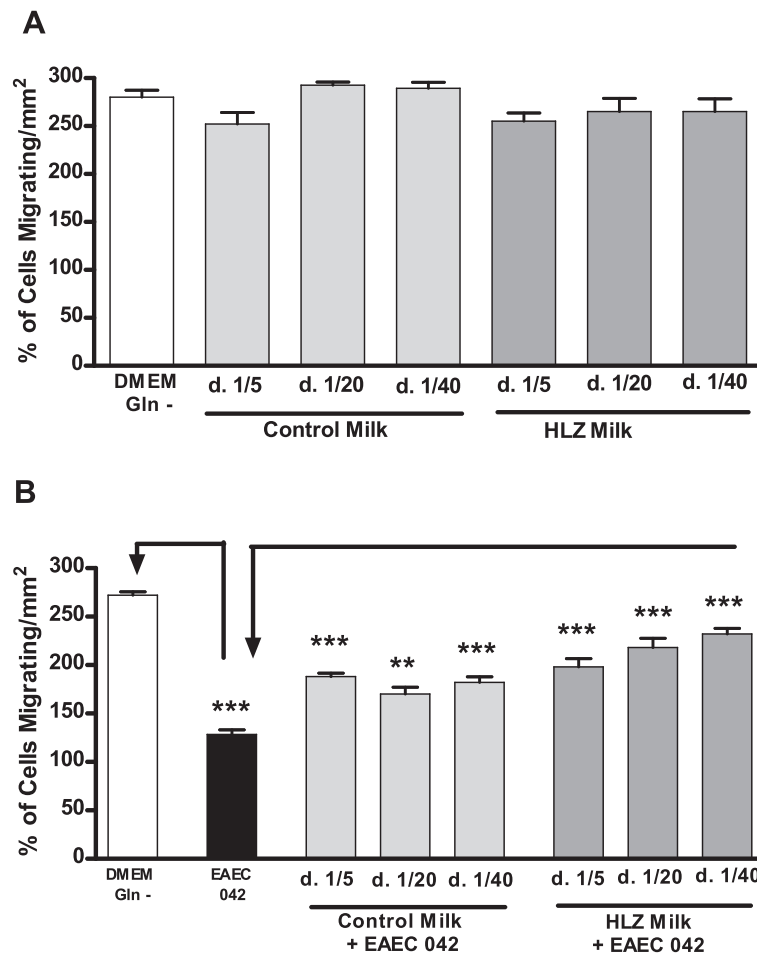 A
% of Cells Migrating/mm2
300
250
200
150
100
50
0
DMEM
Gln -
d. 1/5 d. 1/20 d. 1/40 d. 1/5 d. 1/20 d. 1/40
Control Milk HLZ Milk
B
% of Cells Migrating/mm2
300
250
200
150
100
50
0
***
***
**
***
***
***
***
DMEM
Gln -
EAEC
042
d. 1/5 d. 1/20 d. 1/40 d. 1/5 d. 1/20 d. 1/40
Control Milk
+ EAEC 042
HLZ Milk
+ EAEC 042